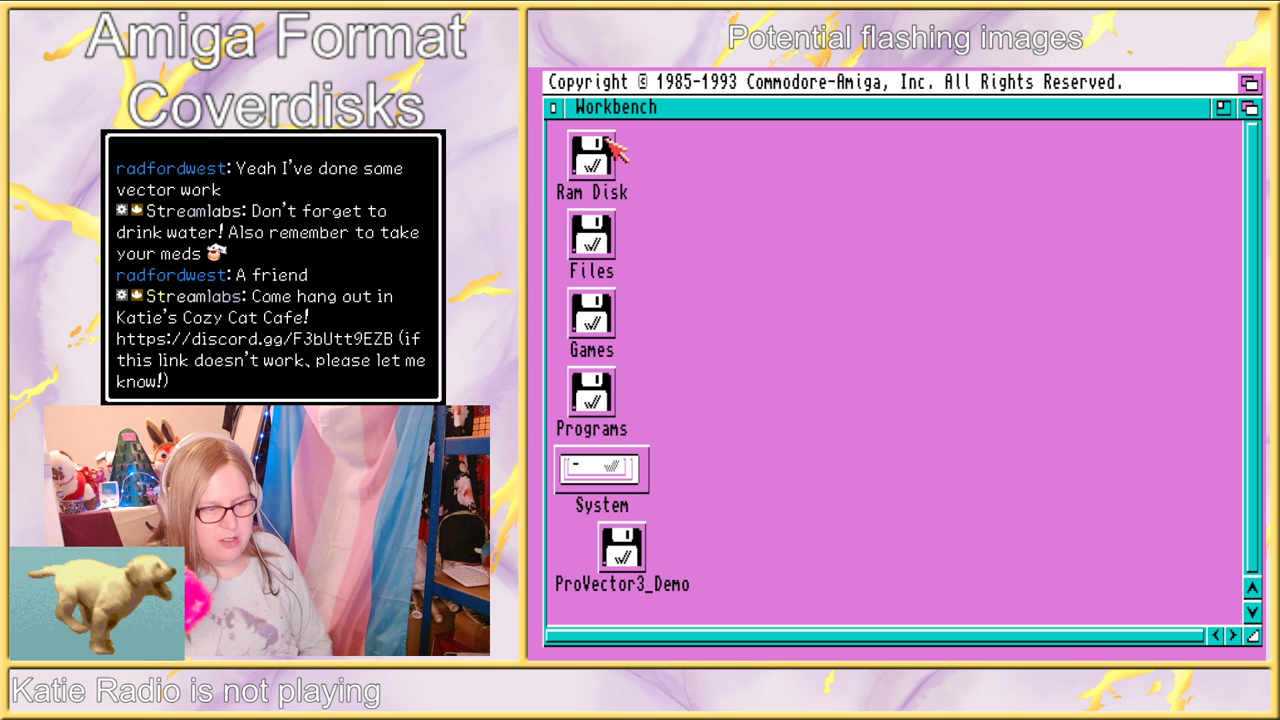 Amiga Format
Coverdisks
radfordwest: Yeah I've done some
vector work
Streamlabs: Don't forget to
drink water! Also remember to take
your meds
radfordwest: A friend
Streamlabs: Come hang out in
Katie's Cozy Cat Cafe!
https://discord.gg/F3bUtt9EZB (if
this link doesn't work, please let me
know!)
Potential flashing images
Copyright © 1985-1993 Commodore-Amiga, Inc. All Rights Reserved.
Workbench
Ram Disk
Files
Games
Programs
System
ProVector3_Demo
Katie Radio is not playing